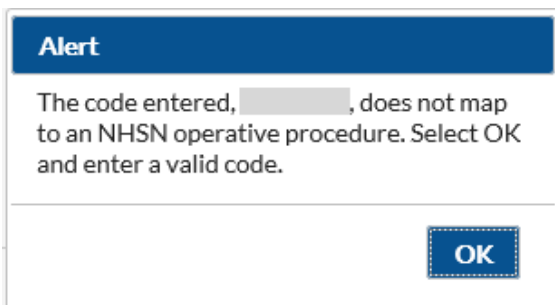 Alert
The code entered, , does not map
to an NHSN operative procedure. Select OK
and enter a valid code.
OK